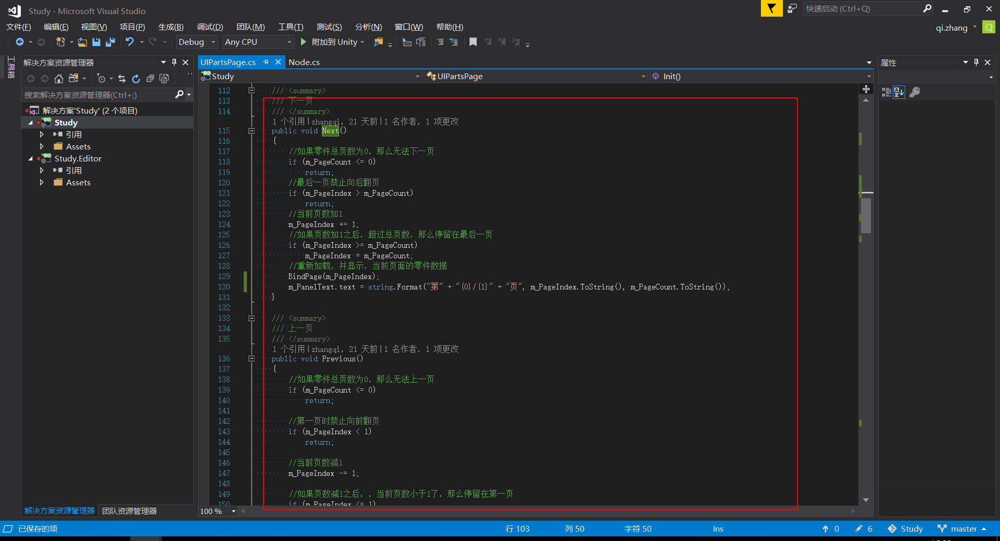 Study - Microsoft Visual Studio
快速启动 (Ctrl+Q)
文件(F) 编辑(E) 视图(V) 项目(P) 生成(B) 调试(D) 团队(M) 工具(T) 测试(S) 分析(N) 窗口(W) 帮助(H)
qi.zhang Q
Debug Any CPU 附加到 Unity
工具箱
解决方案资源管理器
搜索解决方案资源管理器(Ctrl+;)
解决方案'Study' (2 个项目)
Study
引用
Assets
Study.Editor
引用
Assets
解决方案资源管理器 团队资源管理器
UIPartsPage.cs Node.cs
Study UIPartsPage Init()
112 /// <summary>
113 /// 下一页
114 /// </summary>
1 个引用|zhangqi, 21 天前|1 名作者, 1 项更改
115 public void Next()
116 {
117 //如果零件总页数为0, 那么无法下一页
118 if (m_PageCount <= 0)
119 return;
120 //最后一页禁止向后翻页
121 if (m_PageIndex > m_PageCount)
122 return;
123 //当前页数加1
124 m_PageIndex += 1;
125 //如果页数加1之后, 超过总页数, 那么停留在最后一页
126 if (m_PageIndex >= m_PageCount)
127 m_PageIndex = m_PageCount;
128 //重新加载, 并显示, 当前页面的零件数据
129 BindPage(m_PageIndex);
130 m_PanelText.text = string.Format("第" + "{0}/{1}" + "页", m_PageIndex.ToString(), m_PageCount.ToString());
131 }
132
133 /// <summary>
134 /// 上一页
135 /// </summary>
1 个引用|zhangqi, 21 天前|1 名作者, 1 项更改
136 public void Previous()
137 {
138 //如果零件总页数为0, 那么无法上一页
139 if (m_PageCount <= 0)
140 return;
141
142 //第一页时禁止向前翻页
143 if (m_PageIndex < 1)
144 return;
145
146 //当前页数减1
147 m_PageIndex -= 1;
148
149 //如果页数减1之后, , 当前页数小于1了, 那么停留在第一页
150 if (m_PageIndex <= 1)
100 %
属性
已保存的项 行 103 列 50 字符 50 Ins 0 6 Study master